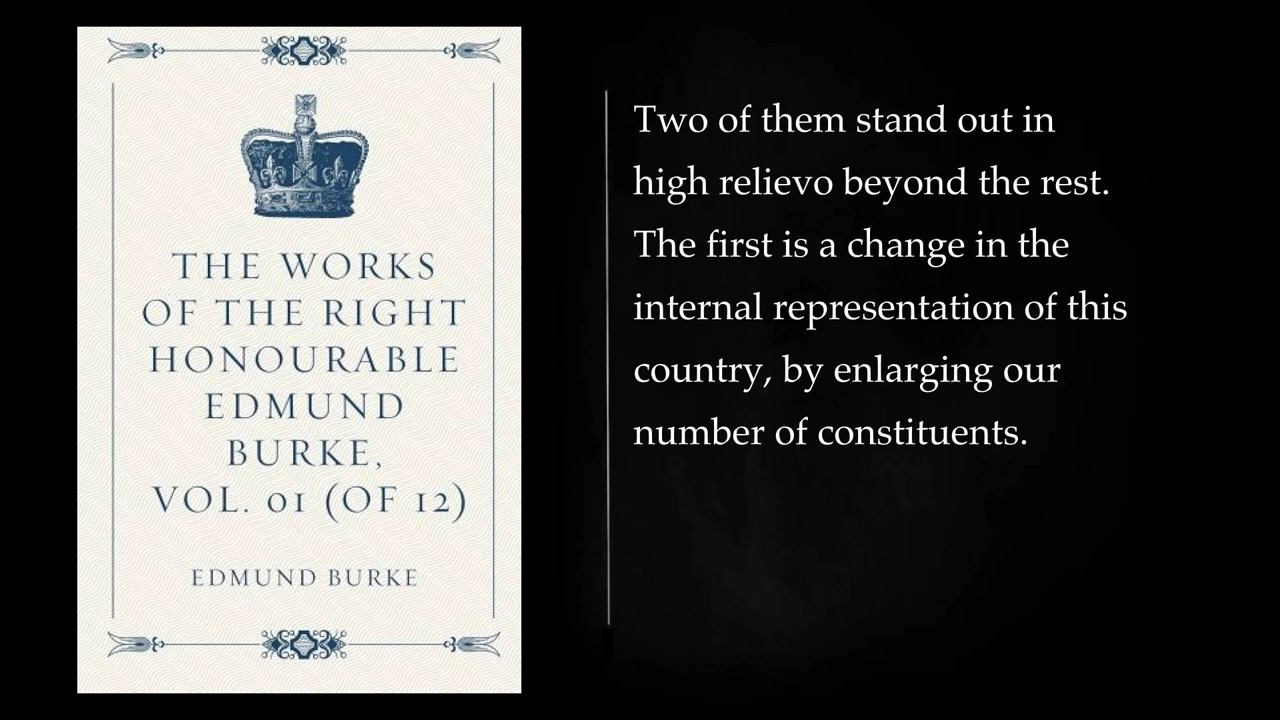 THE WORKS
OF THE RIGHT
HONOURABLE
EDMUND
BURKE,
VOL. 01 (OF 12)
EDMUND BURKE
Two of them stand out in
high relievo beyond the rest.
The first is a change in the
internal representation of this
country, by enlarging our
number of constituents.